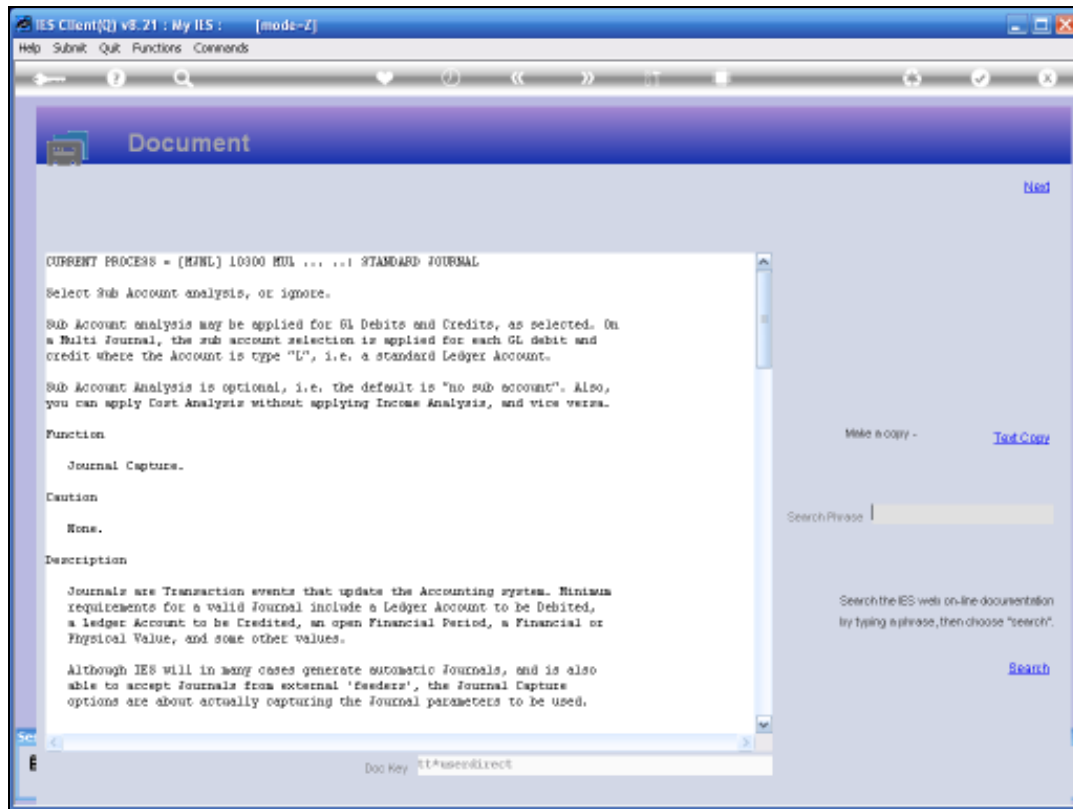 IES Client(Q) v8.21 : My IES : [mode=Z]
Help Submit Quit Functions Commands
Document
Next
CURRENT PROCESS = [MJNL] 10300 MUL ... ..: STANDARD JOURNAL
Select Sub Account analysis, or ignore.
Sub Account analysis may be applied for GL Debits and Credits, as selected. On
a Multi Journal, the sub account selection is applied for each GL debit and
credit where the Account is type "L", i.e. a standard Ledger Account.
Sub Account Analysis is optional, i.e. the default is "no sub account". Also,
you can apply Cost Analysis without applying Income Analysis, and vice versa.
Function
Journal Capture.
Caution
None.
Description
Journals are Transaction events that update the Accounting system. Minimum
requirements for a valid Journal include a Ledger Account to be Debited,
a Ledger Account to be Credited, an open Financial Period, a Financial or
Physical Value, and some other values.
Although IES will in many cases generate automatic Journals, and is also
able to accept Journals from external 'feeders', the Journal Capture
options are about actually capturing the Journal parameters to be used.
Make a copy -
Text Copy
Search Phrase
Search the IES web on-line documentation
by typing a phrase, then choose "search".
Search
Ses
Doc Key tt*userdirect